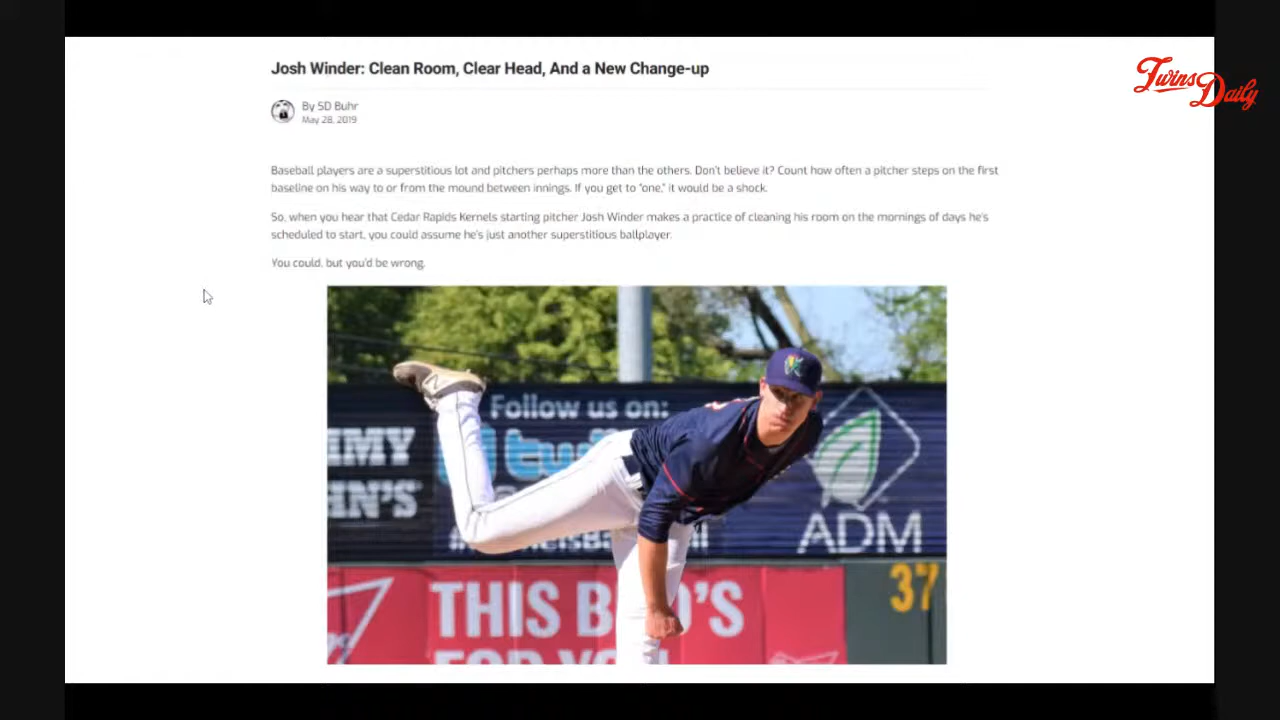 Josh Winder: Clean Room, Clear Head, And a New Change-up
Twins
Daily
By SD Buhr
May 28, 2019
Baseball players are a superstitious lot and pitchers perhaps more than the others. Don't believe it? Count how often a pitcher steps on the first
baseline on his way to or from the mound between innings. If you get to "one," it would be a shock.
So, when you hear that Cedar Rapids Kernels starting pitcher Josh Winder makes a practice of cleaning his room on the mornings of days he's
scheduled to start, you could assume he's just another superstitious ballplayer.
You could, but you'd be wrong.
Follow us on:
ADM
37
THIS B 'S
FOR YO